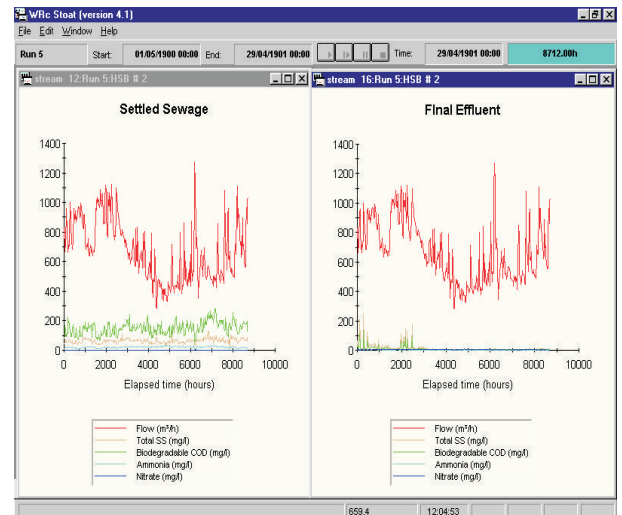 WRc Stoat (version 4.1)
File Edit Window Help
Run 5 Start: 01/05/1900 00:00 End: 29/04/1901 00:00 Time: 29/04/1901 00:00 8712.00h
stream 12:Run 5:HSB # 2
Settled Sewage
1400
1200
1000
800
600
400
200
0
0 2000 4000 6000 8000 10000
Elapsed time (hours)
Flow (m³/h)
Total SS (mg/l)
Biodegradable COD (mg/l)
Ammonia (mg/l)
Nitrate (mg/l)
stream 16:Run 5:HSB # 2
Final Effluent
1400
1200
1000
800
600
400
200
0
0 2000 4000 6000 8000 10000
Elapsed time (hours)
Flow (m³/h)
Total SS (mg/l)
Biodegradable COD (mg/l)
Ammonia (mg/l)
Nitrate (mg/l)
659.4 12:04:53